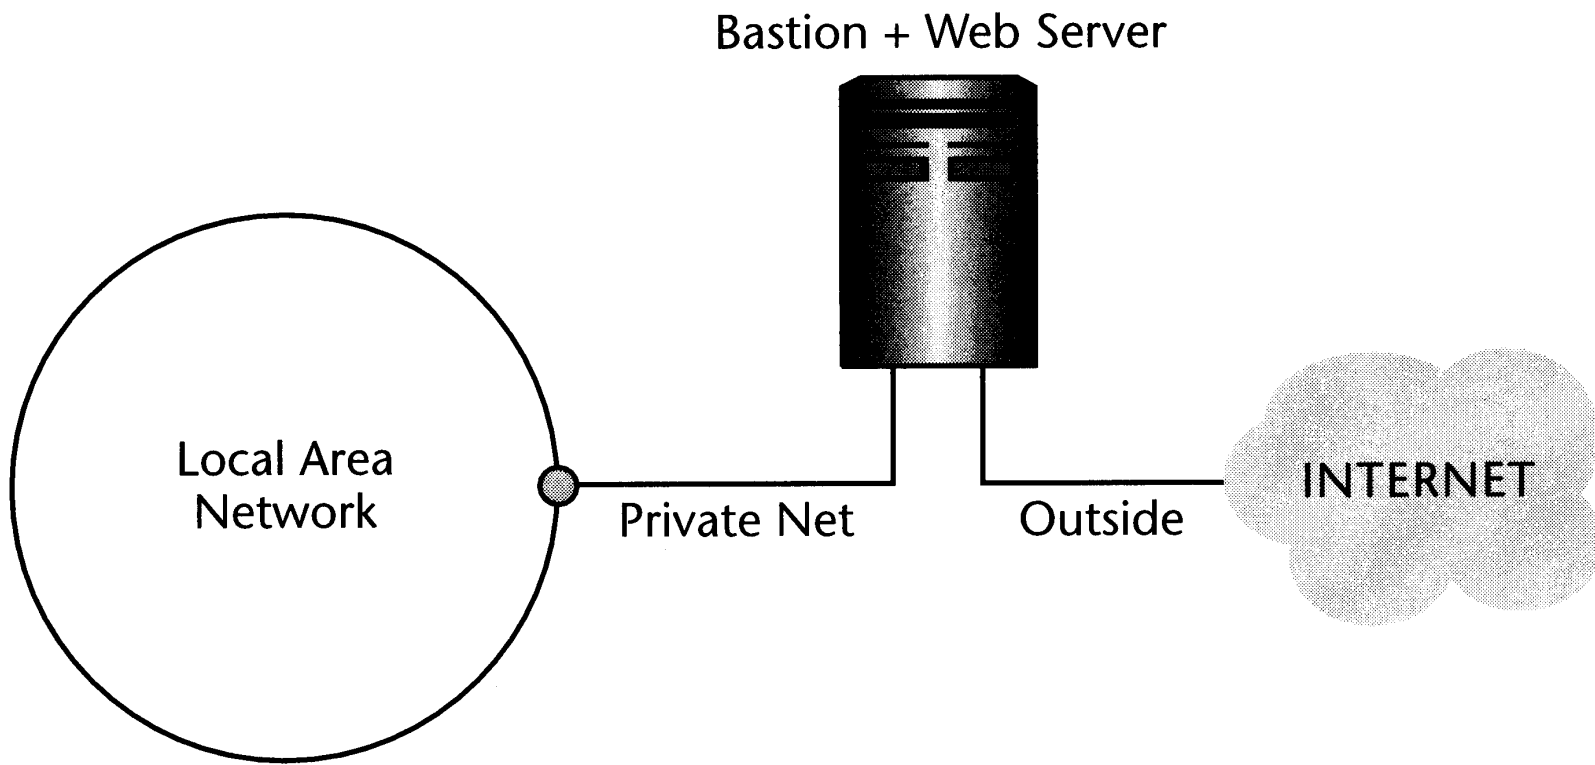 Bastion + Web Server
Local Area
Network
Private Net
Outside
INTERNET